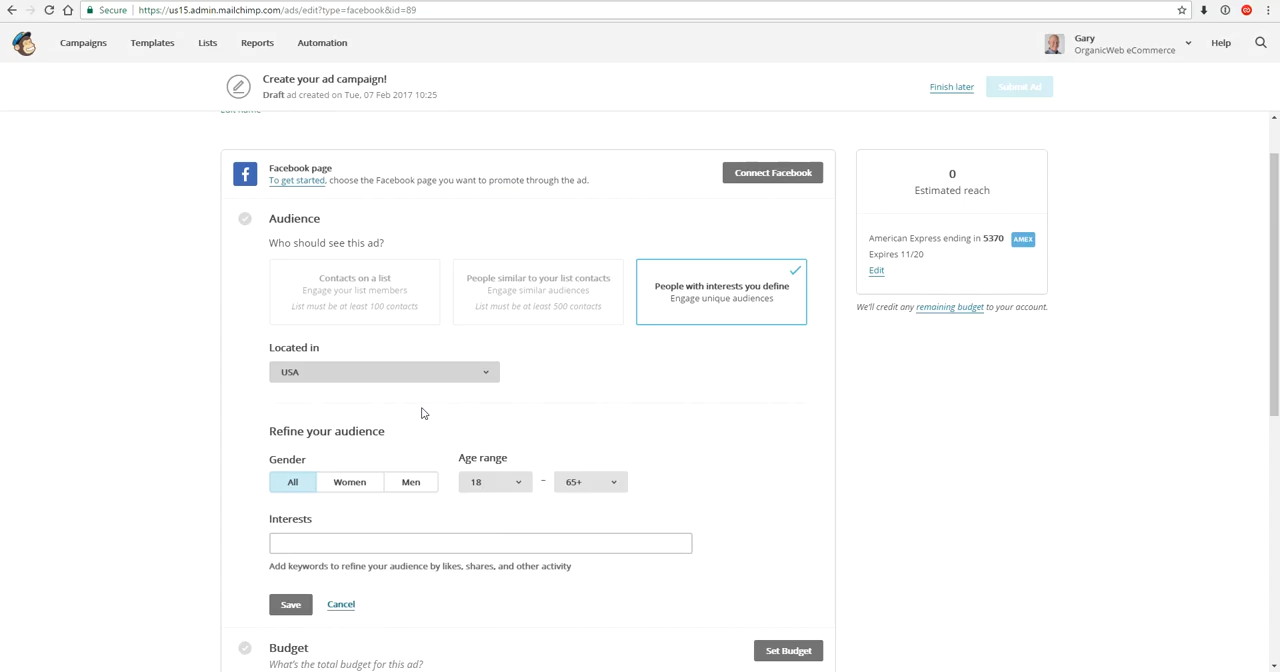 Secure https://us15.admin.mailchimp.com/ads/edit?type=facebook&id=89
Campaigns Templates Lists Reports Automation Gary Help
OrganicWeb eCommerce
Create your ad campaign!
Draft ad created on Tue, 07 Feb 2017 10:25
Finish later Submit Ad
Edit name
Facebook page
To get started, choose the Facebook page you want to promote through the ad.
Connect Facebook
Audience
Who should see this ad?
Contacts on a list
Engage your list members
List must be at least 100 contacts
People similar to your list contacts
Engage similar audiences
List must be at least 500 contacts
People with interests you define
Engage unique audiences
Located in
USA
Refine your audience
Gender
All Women Men
Age range
18 - 65+
Interests
Add keywords to refine your audience by likes, shares, and other activity
Save Cancel
Budget
What's the total budget for this ad?
Set Budget
0
Estimated reach
American Express ending in 5370 AMEX
Expires 11/20
Edit
We'll credit any remaining budget to your account.